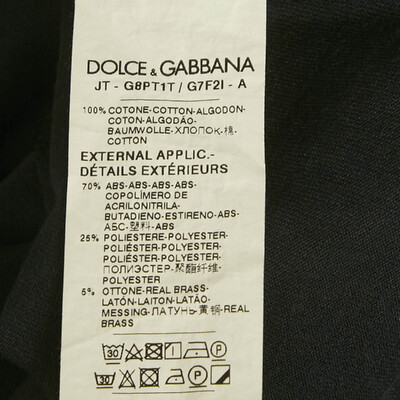 DOLCE & GABBANA
JT - G8PT1T / G7F2I - A
100% COTONE-COTTON-ALGODON-
COTON-ALGODÃO-
BAUMWOLLE-ХЛОПОК-棉-
COTTON
EXTERNAL APPLIC.-
DÉTAILS EXTÉRIEURS
70% ABS-ABS-ABS-ABS-
COPOLÍMERO DE
ACRILONITRILA-
BUTADIENO-ESTIRENO-ABS-
АБС-塑料-ABS
25% POLIESTERE-POLYESTER-
POLIÉSTER-POLYESTER-
POLIÉSTER-POLYESTER-
ПОЛИЭСТЕР-聚酯纤维-
POLYESTER
5% OTTONE-REAL BRASS-
LATÓN-LAITON-LATÃO-
MESSING-ЛАТУНЬ-黄铜-REAL
BRASS
30 P
30 P